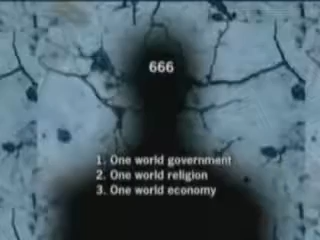 666
1. One world government
2. One world religion
3. One world economy